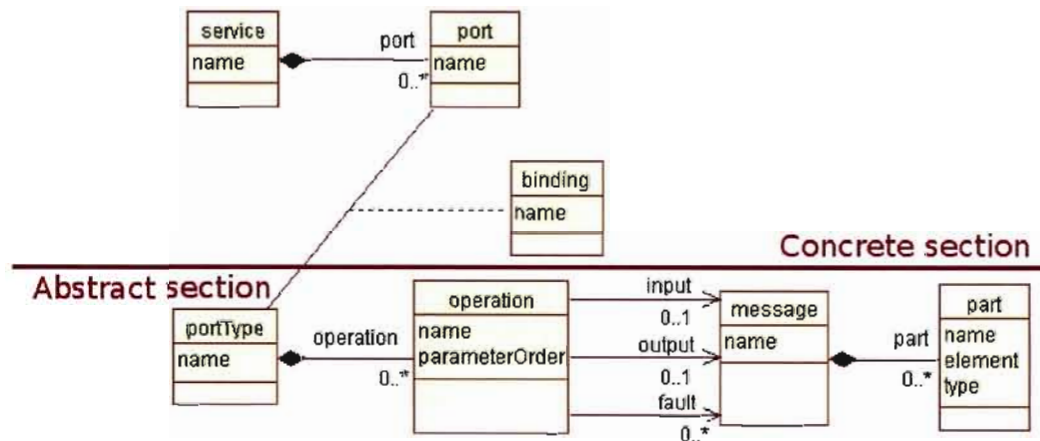 service
name
port
0..*
port
name
binding
name
Concrete section
Abstract section
portType
name
operation
0..*
operation
name
parameterOrder
input
0..1
output
0..1
fault
0..*
message
name
part
0..*
part
name
element
type